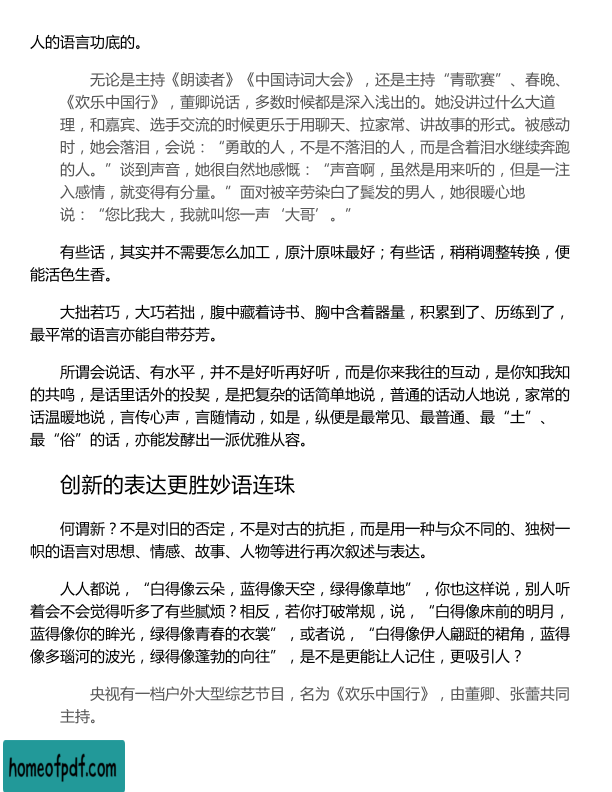 人的语言功底的。
无论是主持《朗读者》《中国诗词大会》，还是主持“青歌赛”、春晚、
《欢乐中国行》，董卿说话，多数时候都是深入浅出的。她没讲过什么大道
理，和嘉宾、选手交流的时候更乐于用聊天、拉家常、讲故事的形式。被感动
时，她会落泪，会说：“勇敢的人，不是不落泪的人，而是含着泪水继续奔跑
的人。”谈到声音，她很自然地感慨：“声音啊，虽然是用来听的，但是一注
入感情，就变得有分量。”面对被辛劳染白了鬓发的男人，她很暖心地
说：“您比我大，我就叫您一声‘大哥’。”
有些话，其实并不需要怎么加工，原汁原味最好；有些话，稍稍调整转换，便
能活色生香。
大拙若巧，大巧若拙，腹中藏着诗书、胸中含着器量，积累到了、历练到了，
最平常的语言亦能自带芬芳。
所谓会说话、有水平，并不是好听再好听，而是你来我往的互动，是你知我知
的共鸣，是话里话外的投契，是把复杂的话简单地说，普通的话动人地说，家常的
话温暖地说，言传心声，言随情动，如是，纵便是最常见、最普通、最“土”、
最“俗”的话，亦能发酵出一派优雅从容。
创新的表达更胜妙语连珠
何谓新？不是对旧的否定，不是对古的抗拒，而是用一种与众不同的、独树一
帜的语言对思想、情感、故事、人物等进行再次叙述与表达。
人人都说，“白得像云朵，蓝得像天空，绿得像草地”，你也这样说，别人听
着会不会觉得听多了有些腻烦？相反，若你打破常规，说，“白得像床前的明月，
蓝得像你的眸光，绿得像青春的衣裳”，或者说，“白得像伊人翩跹的裙角，蓝得
像多瑙河的波光，绿得像蓬勃的向往”，是不是更能让人记住，更吸引人？
央视有一档户外大型综艺节目，名为《欢乐中国行》，由董卿、张蕾共同
主持。
homeofpdf.com